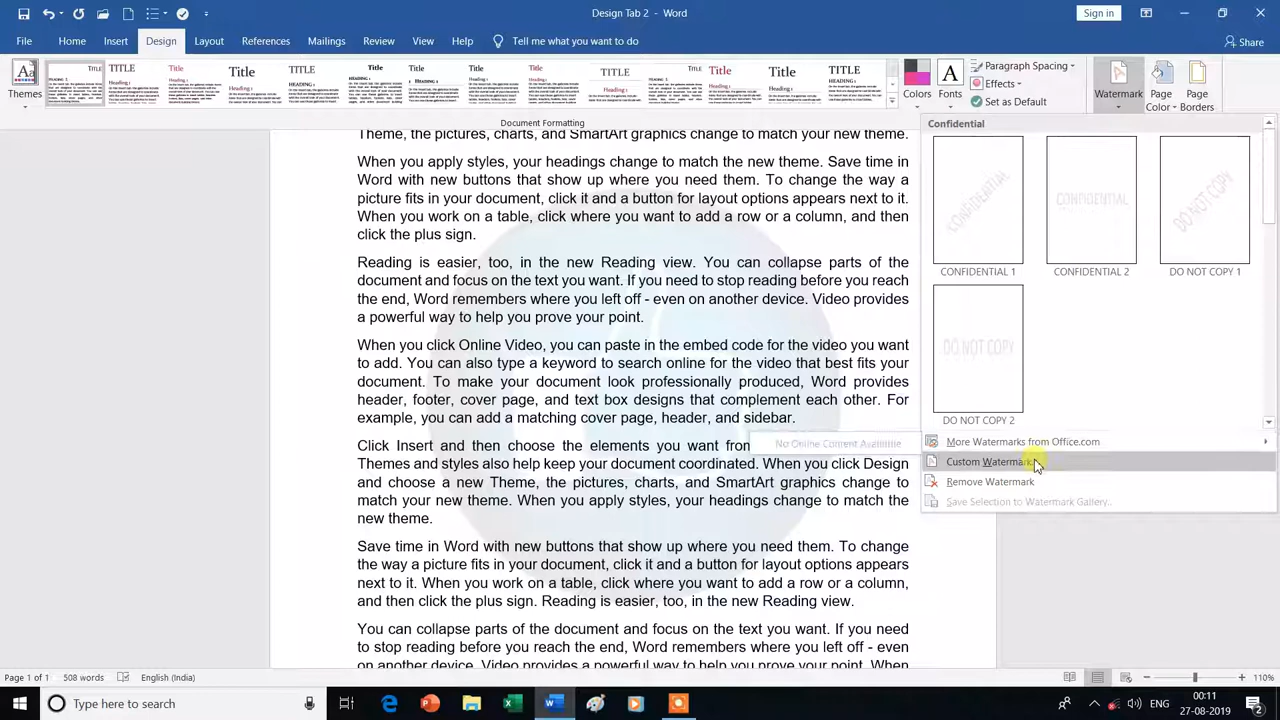 Design Tab 2 - Word
Sign in
File Home Insert Design Layout References Mailings Review View Help Tell me what you want to do
Share
Themes
TITLE TITLE Title Title TITLE Title Title TITLE Title TITLE TITLE Title Title TITLE
Colors
Fonts
Paragraph Spacing
Effects
Set as Default
Watermark
Page Color
Page Borders
Document Formatting
Theme, the pictures, charts, and SmartArt graphics change to match your new theme.
When you apply styles, your headings change to match the new theme. Save time in
Word with new buttons that show up where you need them. To change the way a
picture fits in your document, click it and a button for layout options appears next to it.
When you work on a table, click where you want to add a row or a column, and then
click the plus sign.
Reading is easier, too, in the new Reading view. You can collapse parts of the
document and focus on the text you want. If you need to stop reading before you reach
the end, Word remembers where you left off - even on another device. Video provides
a powerful way to help you prove your point.
When you click Online Video, you can paste in the embed code for the video you want
to add. You can also type a keyword to search online for the video that best fits your
document. To make your document look professionally produced, Word provides
header, footer, cover page, and text box designs that complement each other. For
example, you can add a matching cover page, header, and sidebar.
Click Insert and then choose the elements you want from
Themes and styles also help keep your document coordinated. When you click Design
and choose a new Theme, the pictures, charts, and SmartArt graphics change to
match your new theme. When you apply styles, your headings change to match the
new theme.
Save time in Word with new buttons that show up where you need them. To change
the way a picture fits in your document, click it and a button for layout options appears
next to it. When you work on a table, click where you want to add a row or a column,
and then click the plus sign. Reading is easier, too, in the new Reading view.
You can collapse parts of the document and focus on the text you want. If you need
to stop reading before you reach the end, Word remembers where you left off - even
on another device. Video provides a powerful way to help you prove your point. When
Confidential
CONFIDENTIAL
CONFIDENTIAL
DO NOT COPY
CONFIDENTIAL 1
CONFIDENTIAL 2
DO NOT COPY 1
DO NOT COPY
DO NOT COPY 2
No Online Content Available
More Watermarks from Office.com
Custom Watermark
Remove Watermark
Save Selection to Watermark Gallery...
Page 1 of 1 508 words English (India)
110%
Type here to search
ENG
00:11
27-08-2019